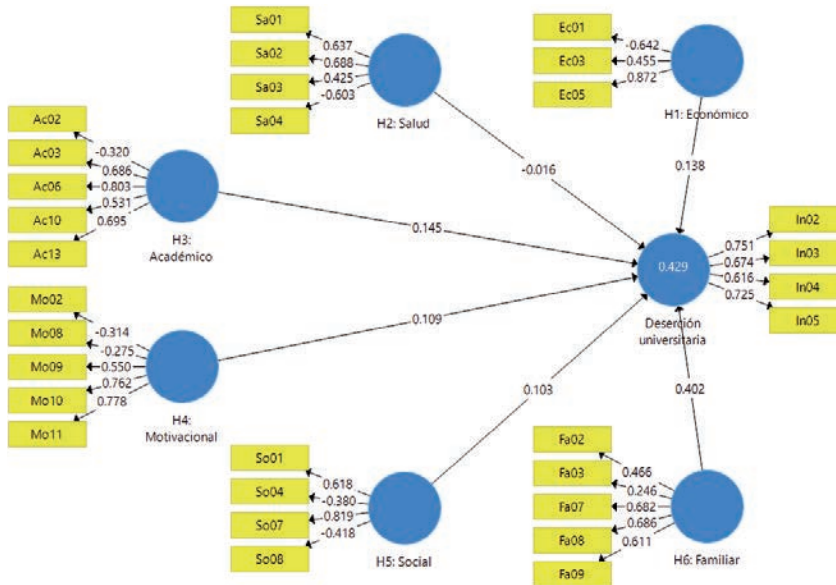 Sa01
Sa02
Sa03
Sa04
0.637
0.688
0.425
-0.603
H2: Salud
Ec01
Ec03
Ec05
-0.642
0.455
0.872
H1: Económico
Ac02
Ac03
Ac06
Ac10
Ac13
-0.320
0.686
0.803
0.531
0.695
H3:
Académico
-0.016
0.138
0.145
0.429
Deserción
universitaria
0.751
0.674
0.616
0.725
In02
In03
In04
In05
Mo02
Mo08
Mo09
Mo10
Mo11
-0.314
-0.275
0.550
0.762
0.778
H4:
Motivacional
0.109
0.103
0.402
So01
So04
So07
So08
0.618
-0.380
0.819
-0.418
H5: Social
Fa02
Fa03
Fa07
Fa08
Fa09
0.466
0.246
0.682
0.686
0.611
H6: Familiar